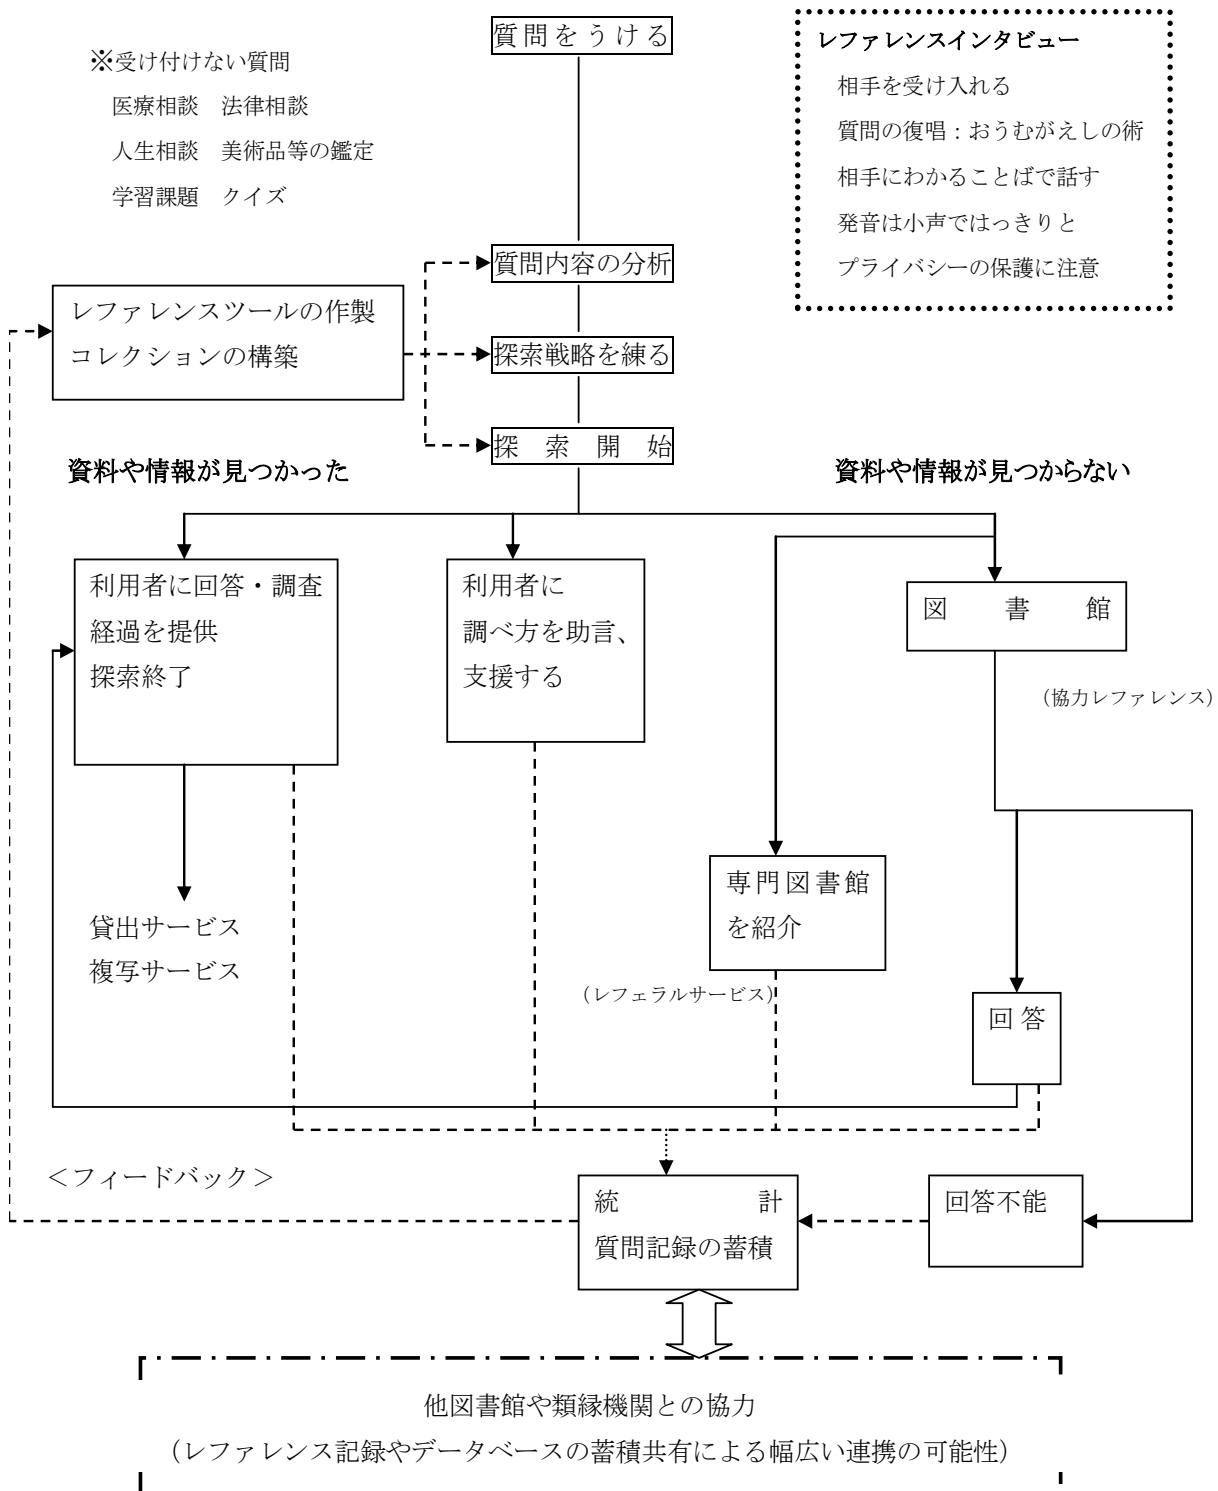 質問をうける
※受け付けない質問
医療相談　法律相談
人生相談　美術品等の鑑定
学習課題　クイズ
レファレンスインタビュー
相手を受け入れる
質問の復唱：おうむがえしの術
相手にわかることばで話す
発音は小声ではっきりと
プライバシーの保護に注意
質問内容の分析
レファレンスツールの作製
コレクションの構築
探索戦略を練る
探　索　開　始
資料や情報が見つかった
資料や情報が見つからない
利用者に回答・調査
経過を提供
探索終了
利用者に
調べ方を助言、
支援する
図　書　館
（協力レファレンス）
貸出サービス
複写サービス
専門図書館
を紹介
（レフェラルサービス）
回答
＜フィードバック＞
統　計
質問記録の蓄積
回答不能
他図書館や類縁機関との協力
（レファレンス記録やデータベースの蓄積共有による幅広い連携の可能性）